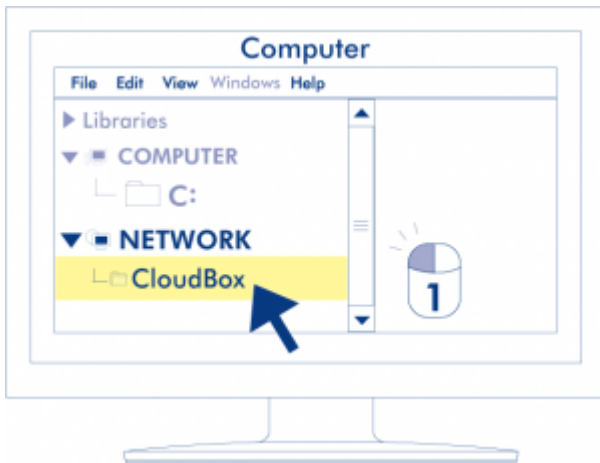 Computer
File Edit View Windows Help
Libraries
COMPUTER
C:
NETWORK
CloudBox
1